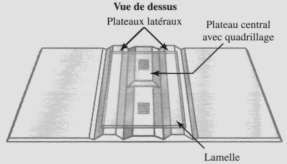 Vue de dessus
Plateaux latéraux
Plateau central
avec quadrillage
Lamelle